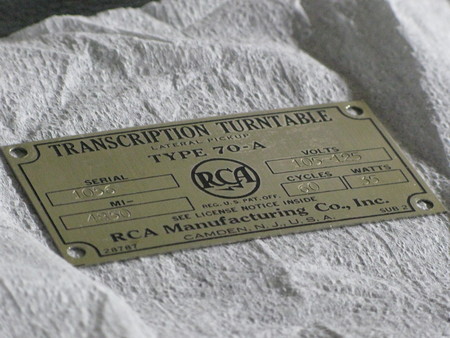 TRANSCRIPTION TURNTABLE
LATERAL PICKUP
TYPE 70-A
SERIAL
1056
VOLTS
105-125
RCA
MI-
CYCLES
60
WATTS
REG. U.S. PAT. OFF.
SEE LICENSE NOTICE INSIDE
RCA Manufacturing Co., Inc.
CAMDEN, N.J., U.S.A.
28787
SUB 2